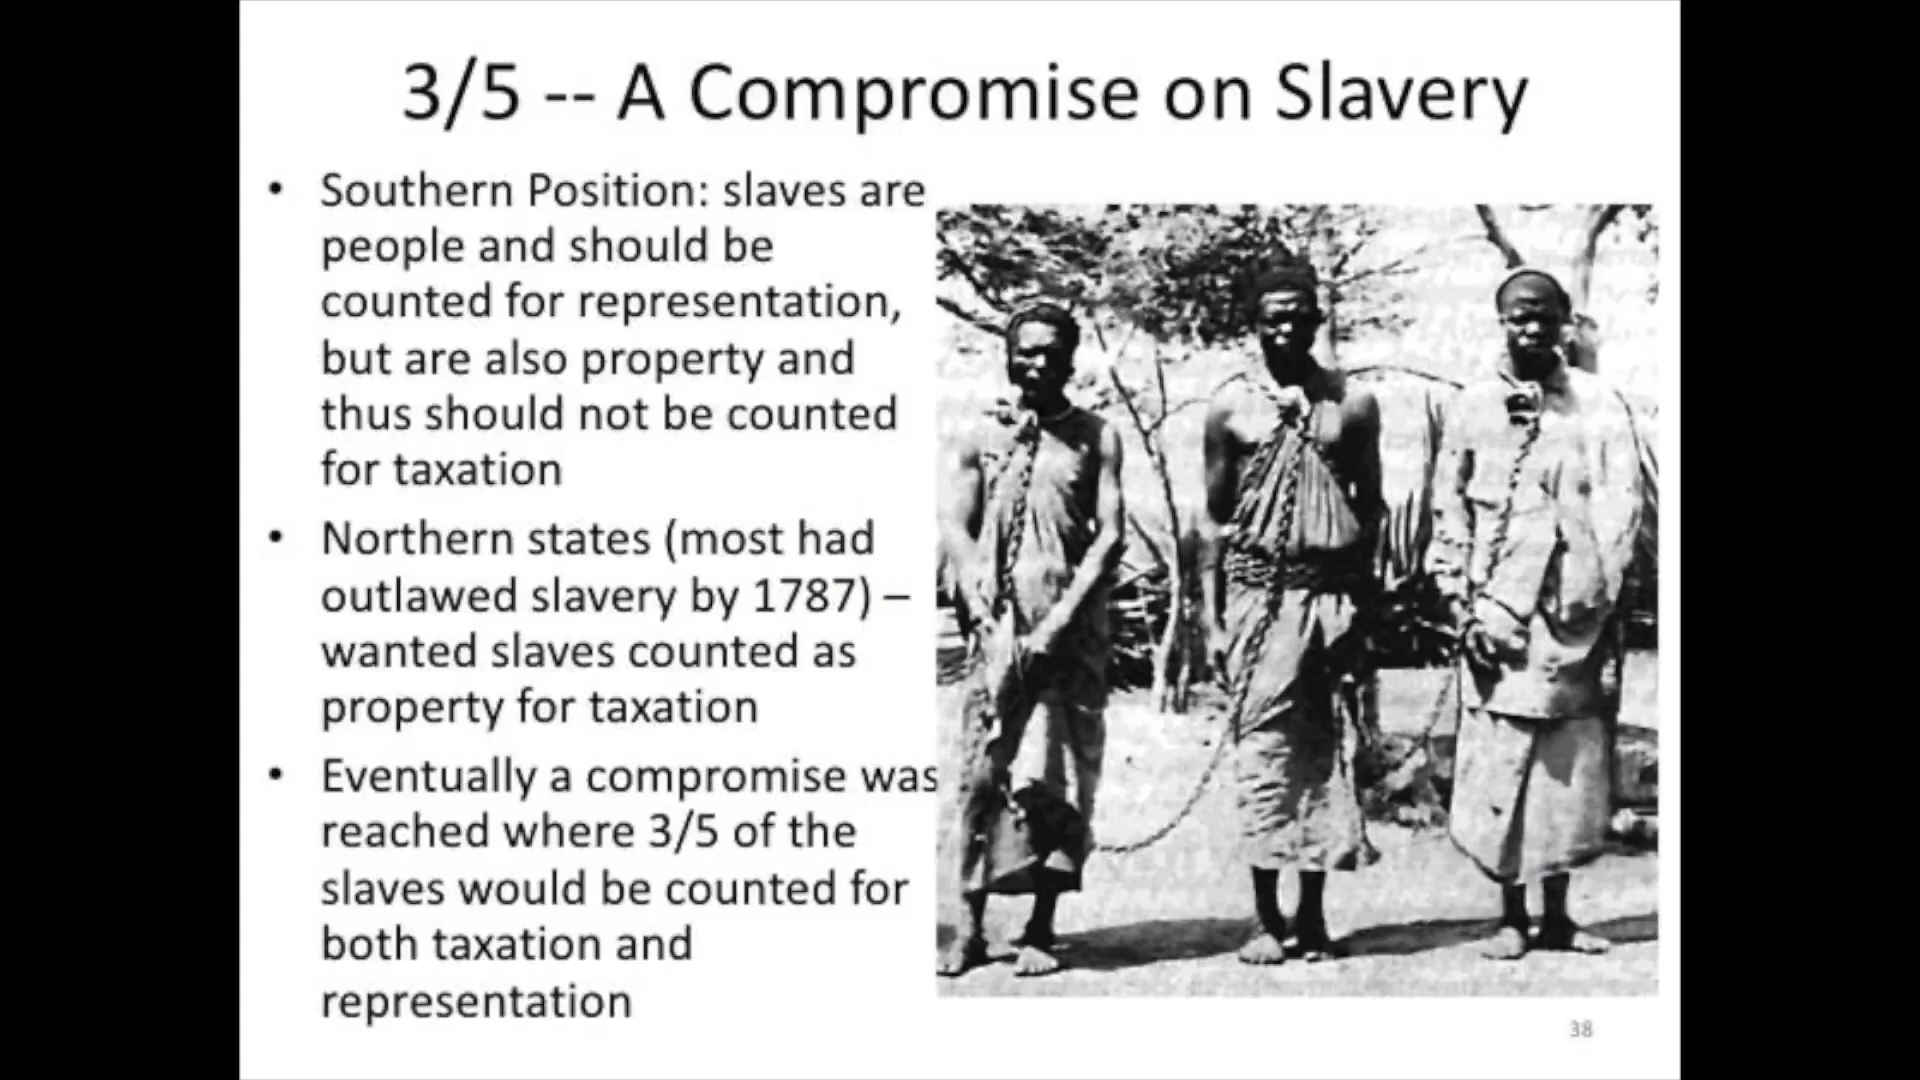 3/5 -- A Compromise on Slavery
• Southern Position: slaves are
people and should be
counted for representation,
but are also property and
thus should not be counted
for taxation
• Northern states (most had
outlawed slavery by 1787) –
wanted slaves counted as
property for taxation
• Eventually a compromise was
reached where 3/5 of the
slaves would be counted for
both taxation and
representation
38